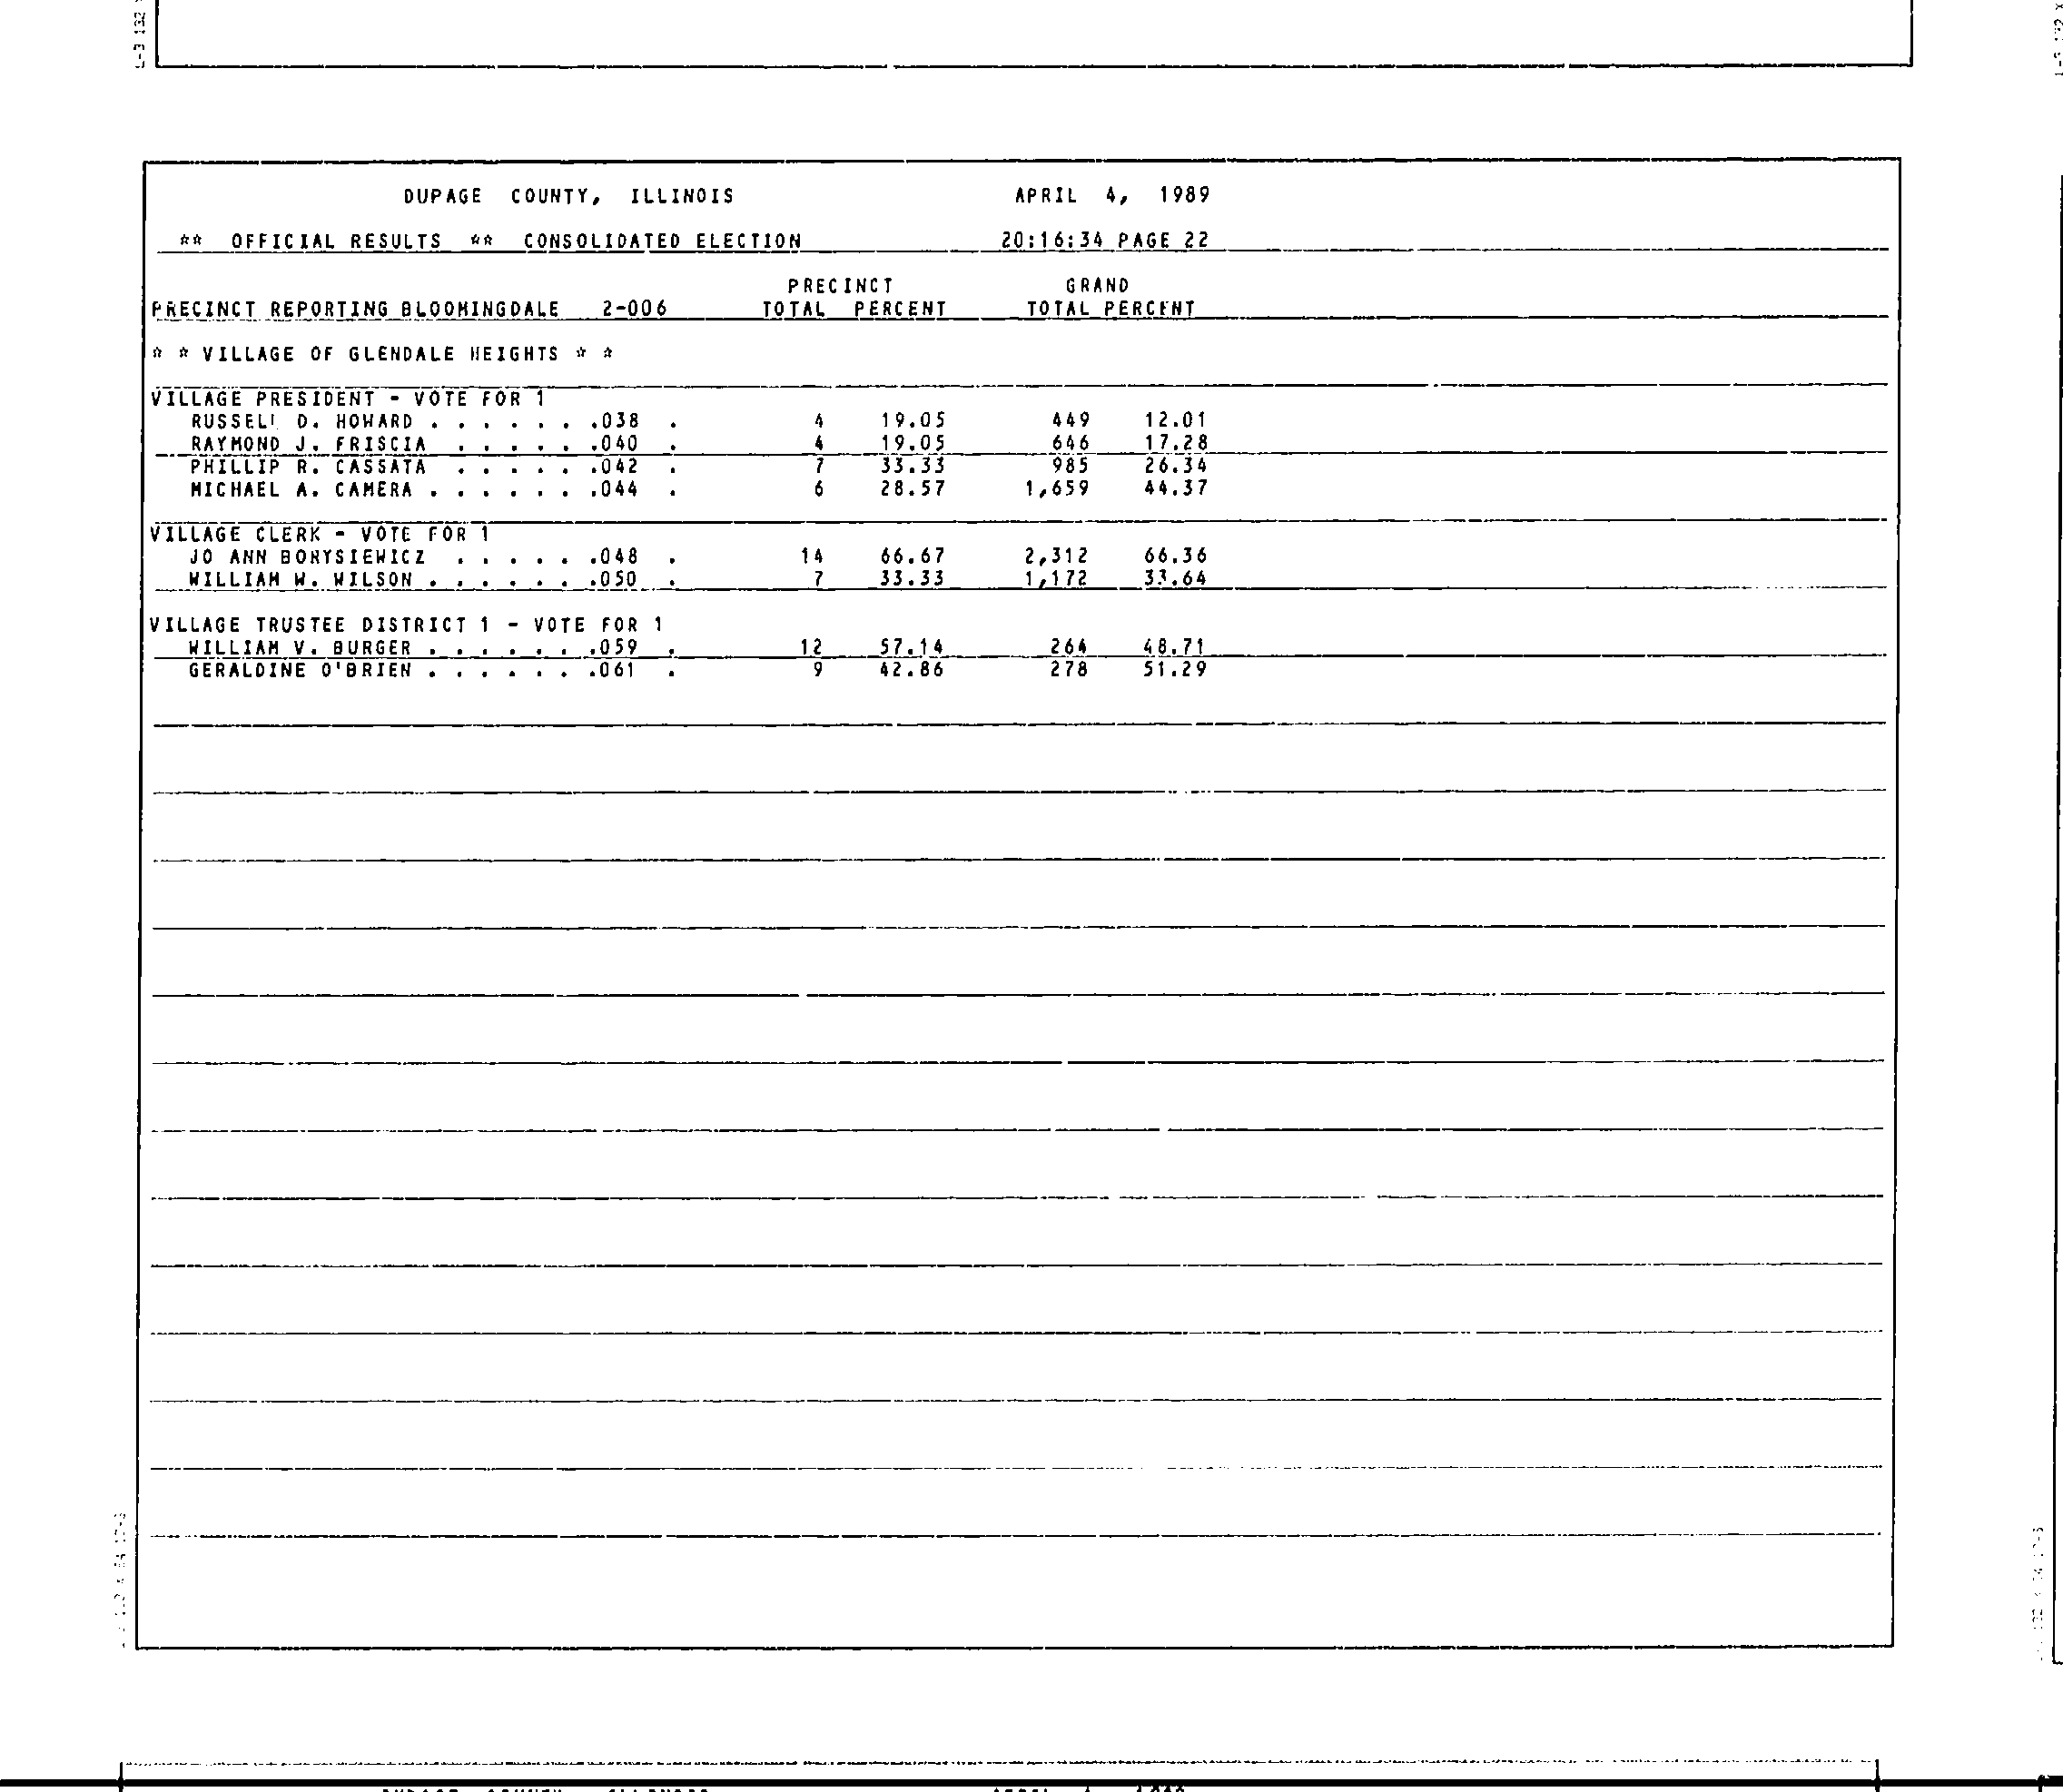 DUPAGE COUNTY, ILLINOIS APRIL 4, 1989
** OFFICIAL RESULTS ** CONSOLIDATED ELECTION 20:16:34 PAGE 22
PRECINCT GRAND
PRECINCT REPORTING BLOOMINGDALE 2-006 TOTAL PERCENT TOTAL PERCENT
* * VILLAGE OF GLENDALE HEIGHTS * *
VILLAGE PRESIDENT - VOTE FOR 1
RUSSELL D. HOWARD . . . . . . .038 . 4 19.05 449 12.01
RAYMOND J. FRISCIA . . . . . .040 . 4 19.05 646 17.28
PHILLIP R. CASSATA . . . . . .042 . 7 33.33 985 26.34
MICHAEL A. CAMERA . . . . . . .044 . 6 28.57 1,659 44.37
VILLAGE CLERK - VOTE FOR 1
JO ANN BORYSIEWICZ . . . . . .048 . 14 66.67 2,312 66.36
WILLIAM W. WILSON . . . . . . .050 . 7 33.33 1,172 33.64
VILLAGE TRUSTEE DISTRICT 1 - VOTE FOR 1
WILLIAM V. BURGER . . . . . . .059 . 12 57.14 264 48.71
GERALDINE O'BRIEN . . . . . . .061 . 9 42.86 278 51.29